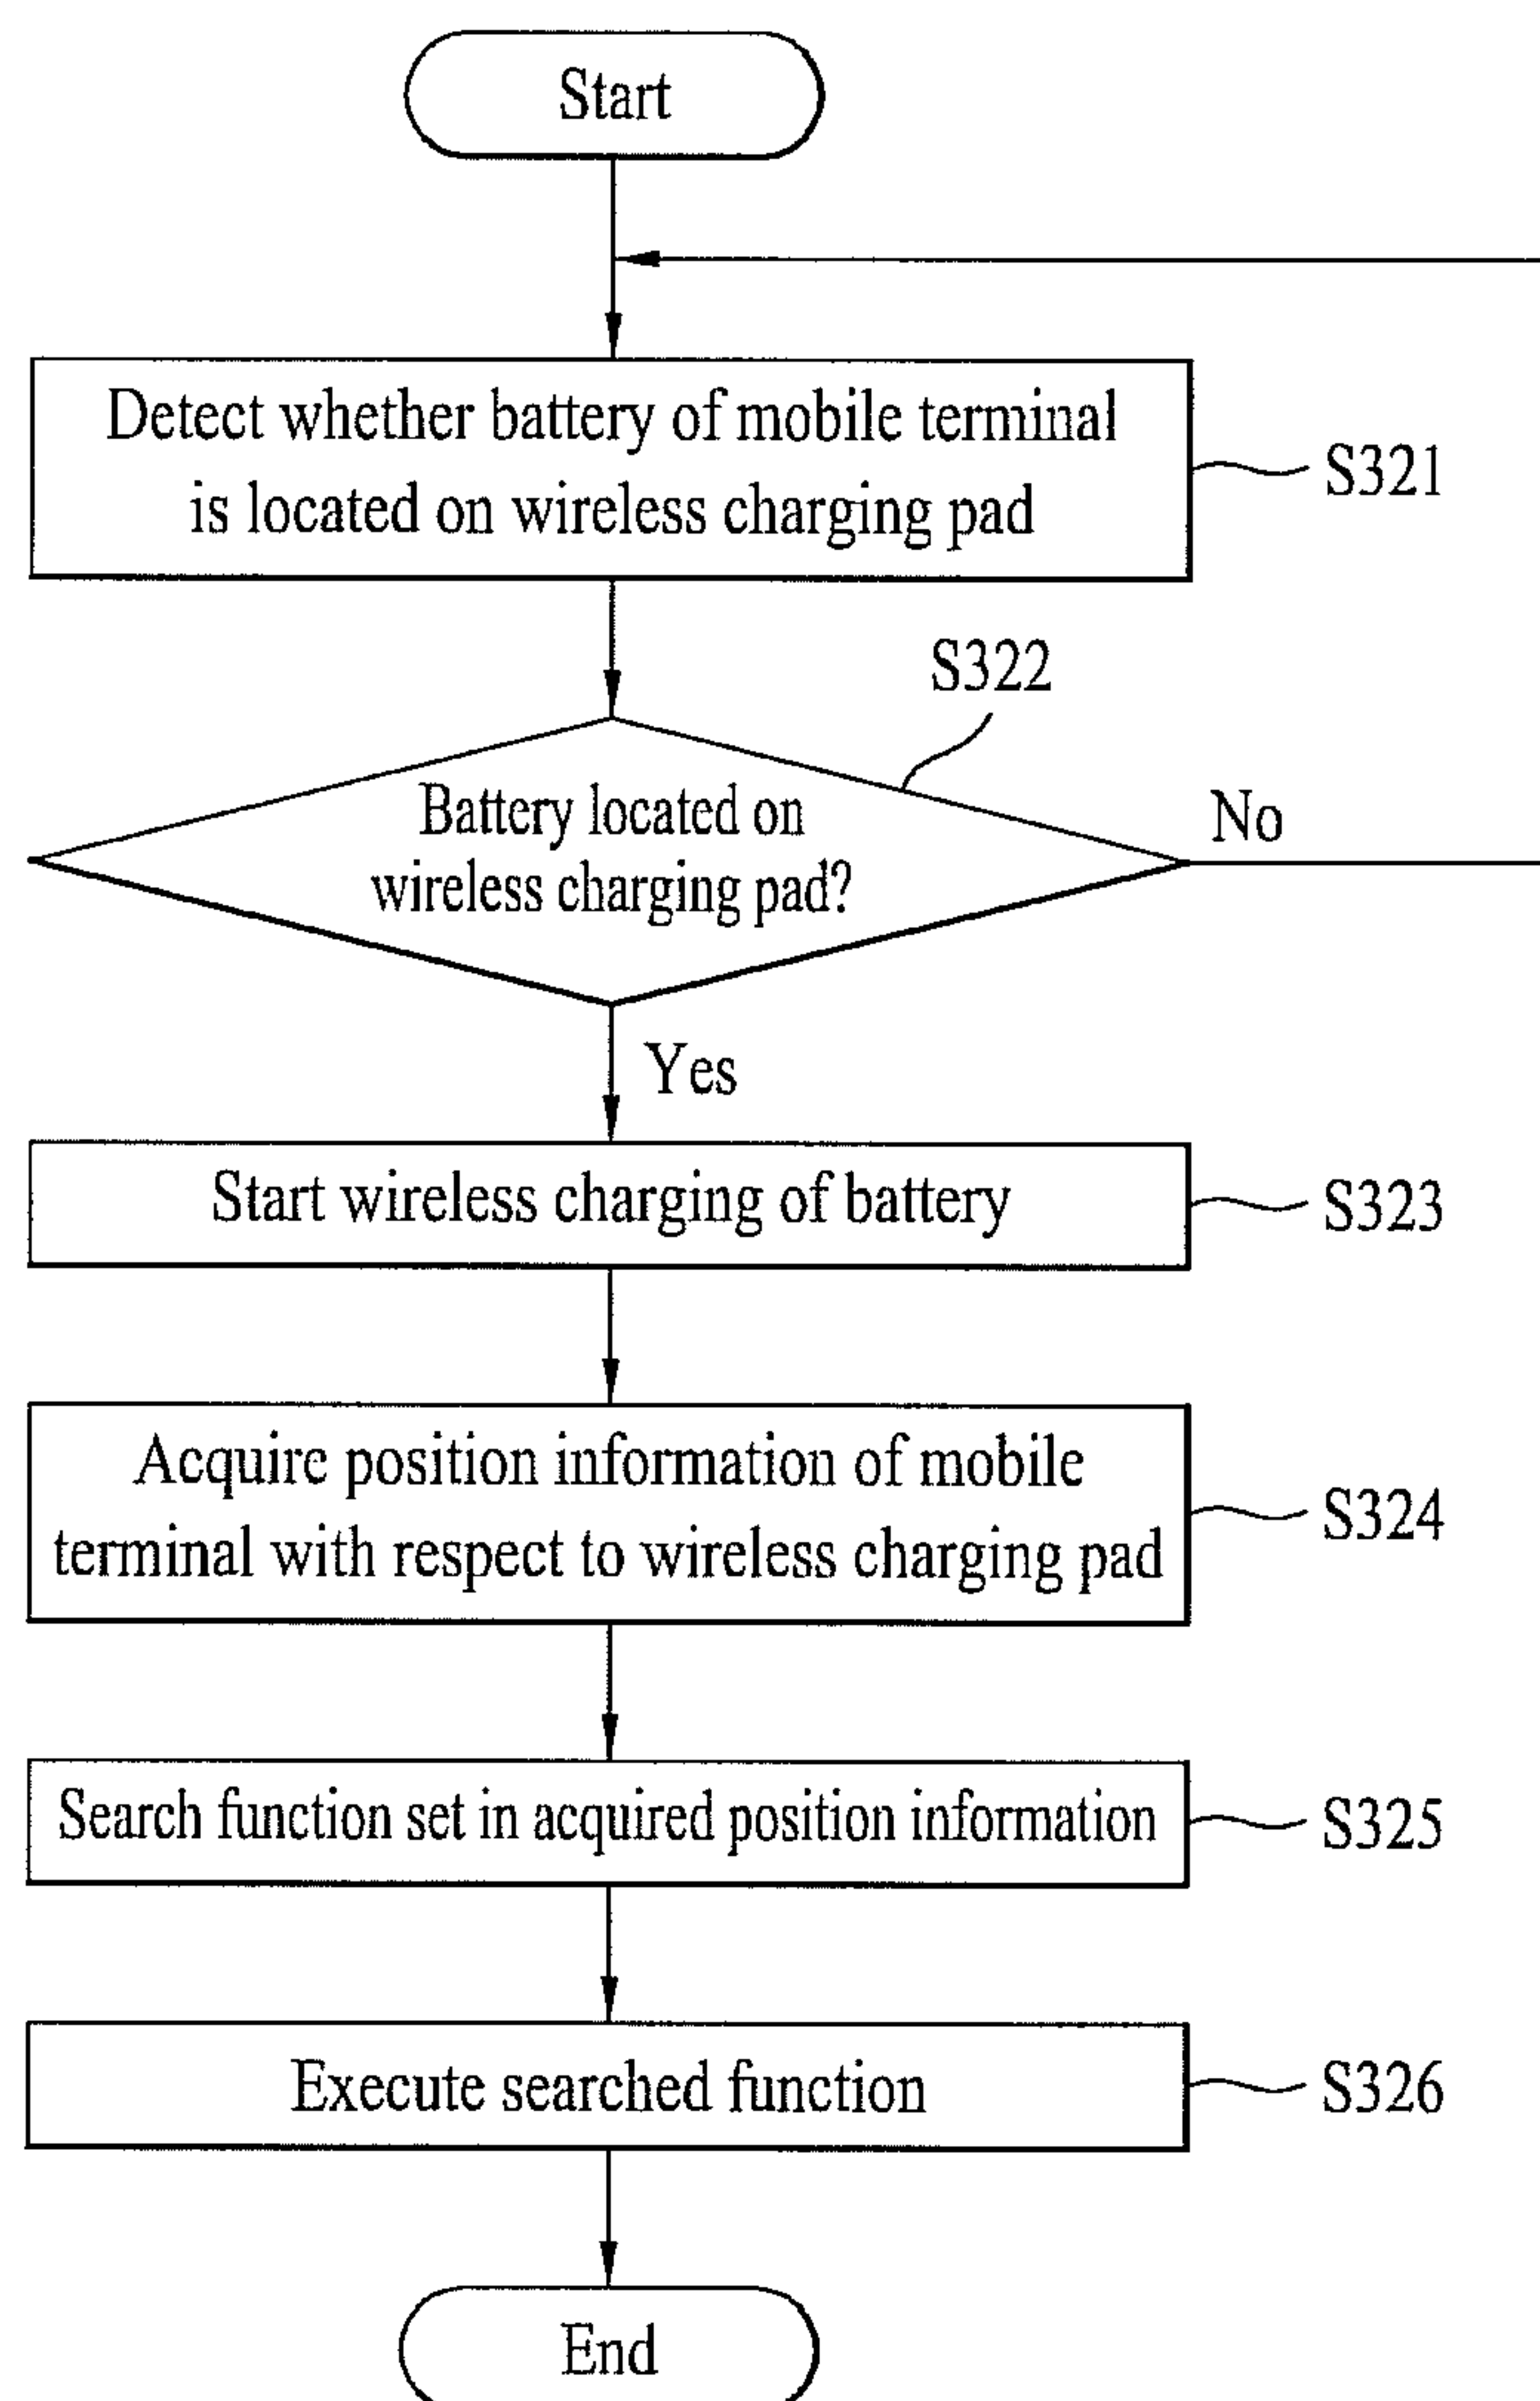 Start
Detect whether battery of mobile terminal
is located on wireless charging pad
S321
S322
Battery located on
wireless charging pad?
No
Yes
Start wireless charging of battery
S323
Acquire position information of mobile
terminal with respect to wireless charging pad
S324
Search function set in acquired position information
S325
Execute searched function
S326
End